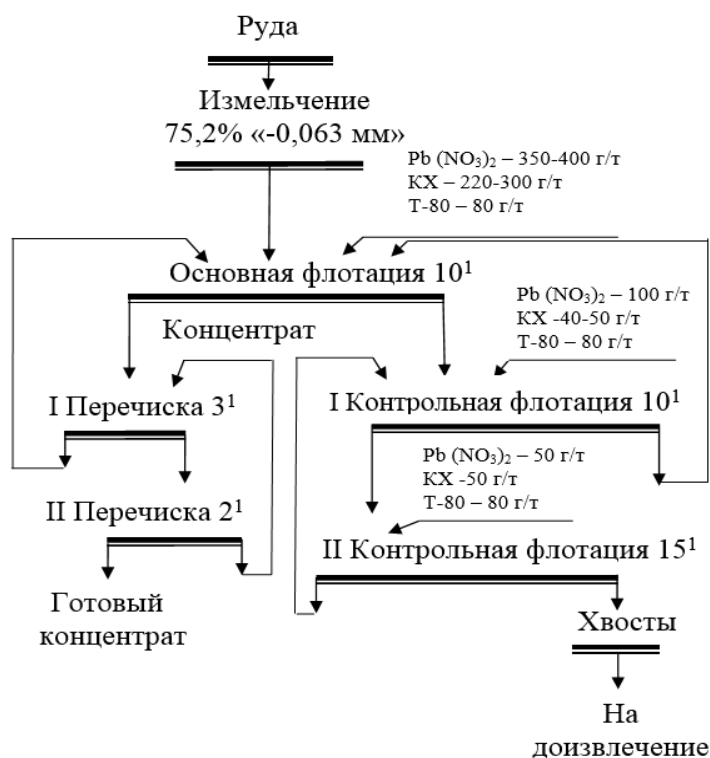 Руда
Измельчение
75,2% «-0,063 мм»
Pb (NO₃)₂ – 350-400 г/т
КХ – 220-300 г/т
Т-80 – 80 г/т
Основная флотация 10¹
Pb (NO₃)₂ – 100 г/т
КХ -40-50 г/т
Т-80 – 80 г/т
Концентрат
I Перечиска 3¹
I Контрольная флотация 10¹
Pb (NO₃)₂ – 50 г/т
КХ -50 г/т
Т-80 – 80 г/т
II Перечиска 2¹
II Контрольная флотация 15¹
Готовый
концентрат
Хвосты
На
доизвлечение